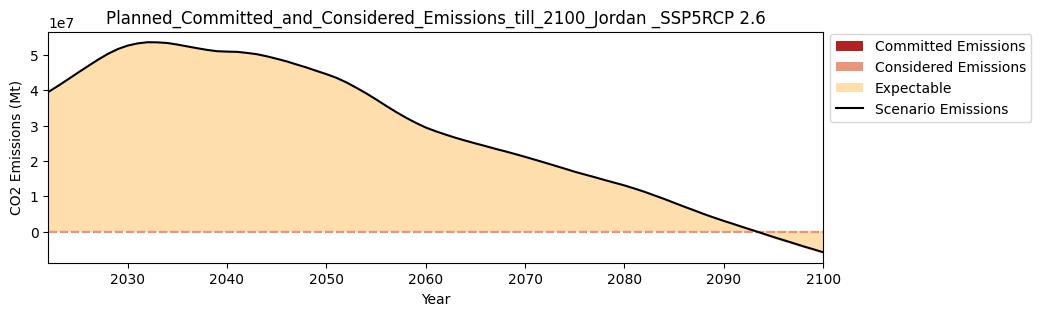 Planned_Committed_and_Considered_Emissions_till_2100_Jordan _SSP5RCP 2.6
1e7
5
4
3
2
1
0
CO2 Emissions (Mt)
2030 2040 2050 2060 2070 2080 2090 2100
Year
Committed Emissions
Considered Emissions
Expectable
Scenario Emissions